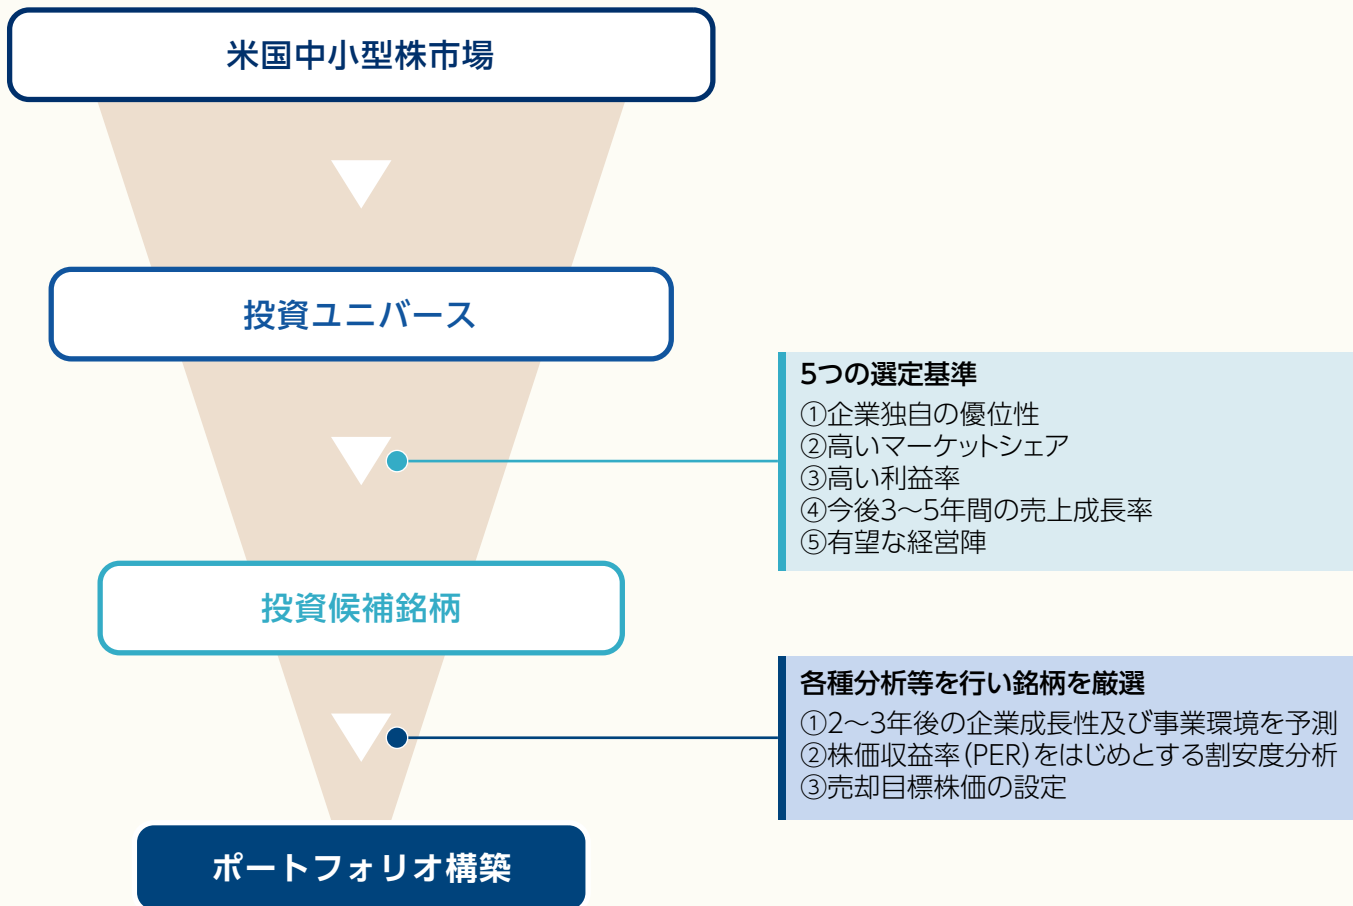 米国中小型株市場
投資ユニバース
5つの選定基準
①企業独自の優位性
②高いマーケットシェア
③高い利益率
④今後3～5年間の売上成長率
⑤有望な経営陣
投資候補銘柄
各種分析等を行い銘柄を厳選
①2～3年後の企業成長性及び事業環境を予測
②株価収益率(PER)をはじめとする割安度分析
③売却目標株価の設定
ポートフォリオ構築